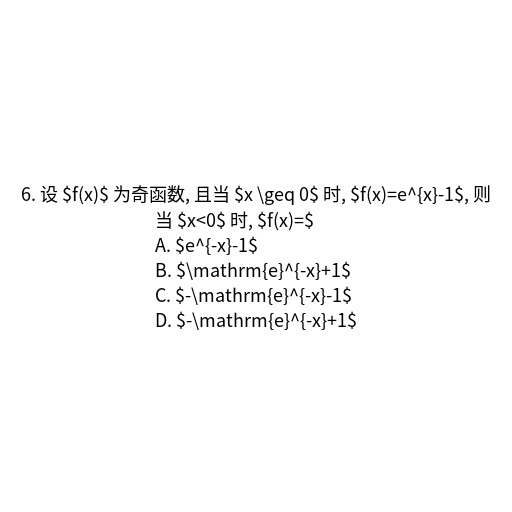 6. 设 $f(x)$ 为奇函数, 且当 $x \geq 0$ 时, $f(x)=e^{x}-1$, 则
当 $x<0$ 时, $f(x)=$
A. $e^{-x}-1$
B. $\mathrm{e}^{-x}+1$
C. $-\mathrm{e}^{-x}-1$
D. $-\mathrm{e}^{-x}+1$